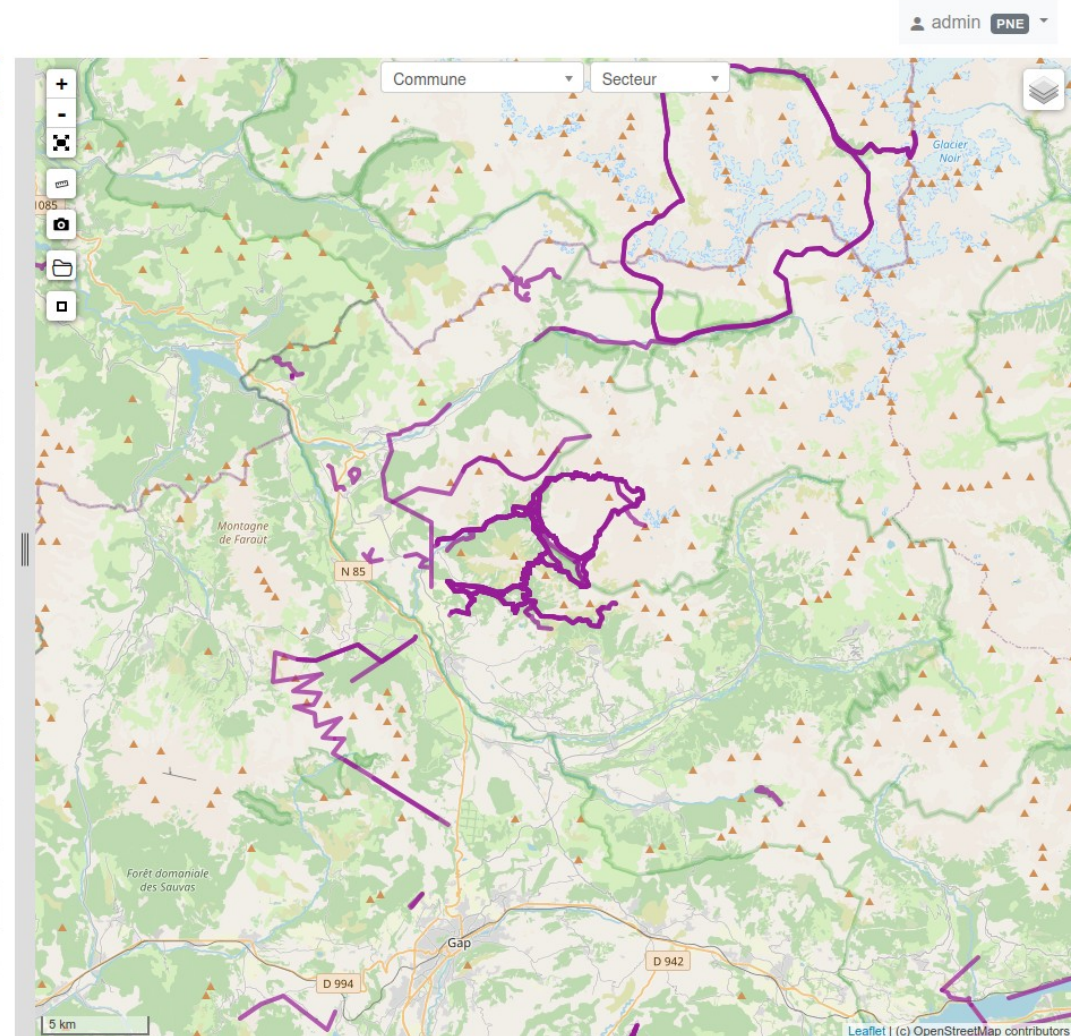 admin PNE
+
-
Commune
Secteur
Glacier
Noir
1085
Montagne
de Faraut
N 85
Forêt domaniale
des Sauvas
Gap
D 942
D 994
5 km
Leaflet | (c) OpenStreetMap contributors